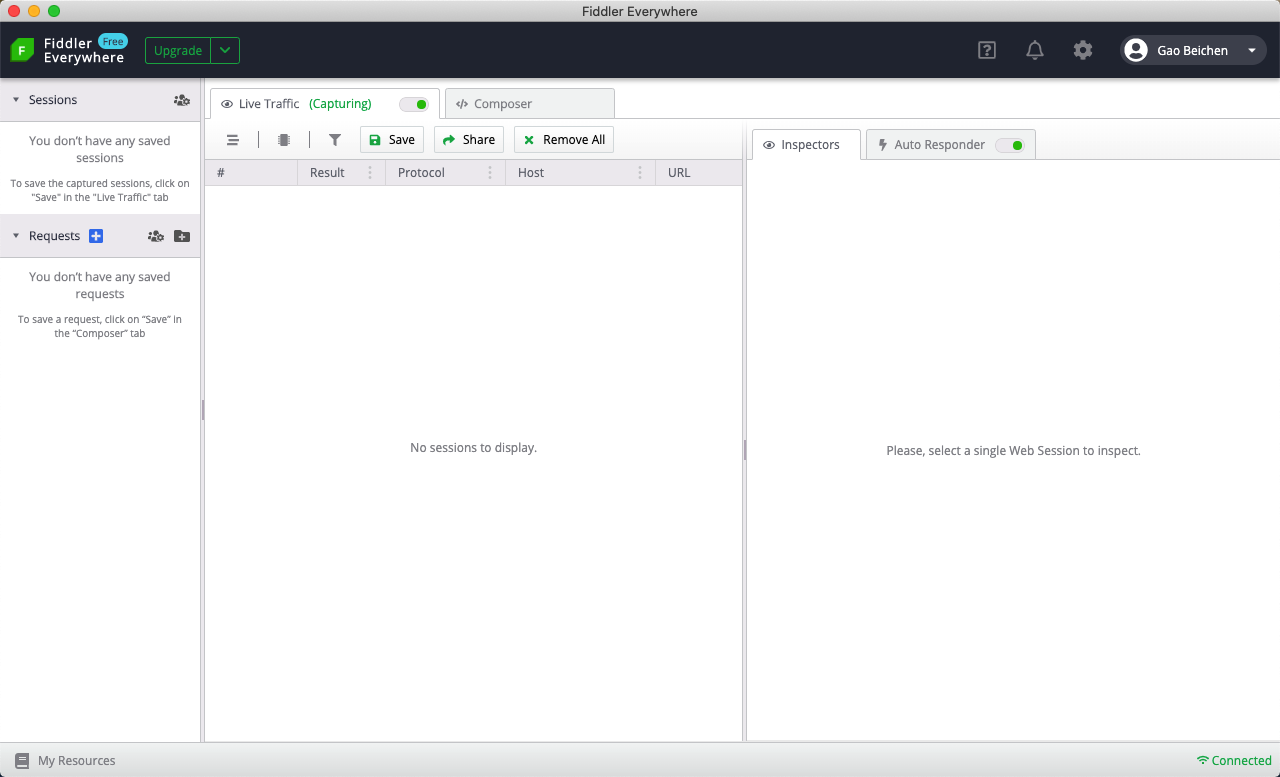 Fiddler Everywhere
F
Fiddler Free
Everywhere
Upgrade
?
Gao Beichen
Sessions
You don't have any saved
sessions
To save the captured sessions, click on
"Save" in the "Live Traffic" tab
Requests
You don't have any saved
requests
To save a request, click on “Save” in
the “Composer” tab
Live Traffic (Capturing)
Composer
Save
Share
Remove All
# Result Protocol Host URL
No sessions to display.
Inspectors
Auto Responder
Please, select a single Web Session to inspect.
My Resources
Connected